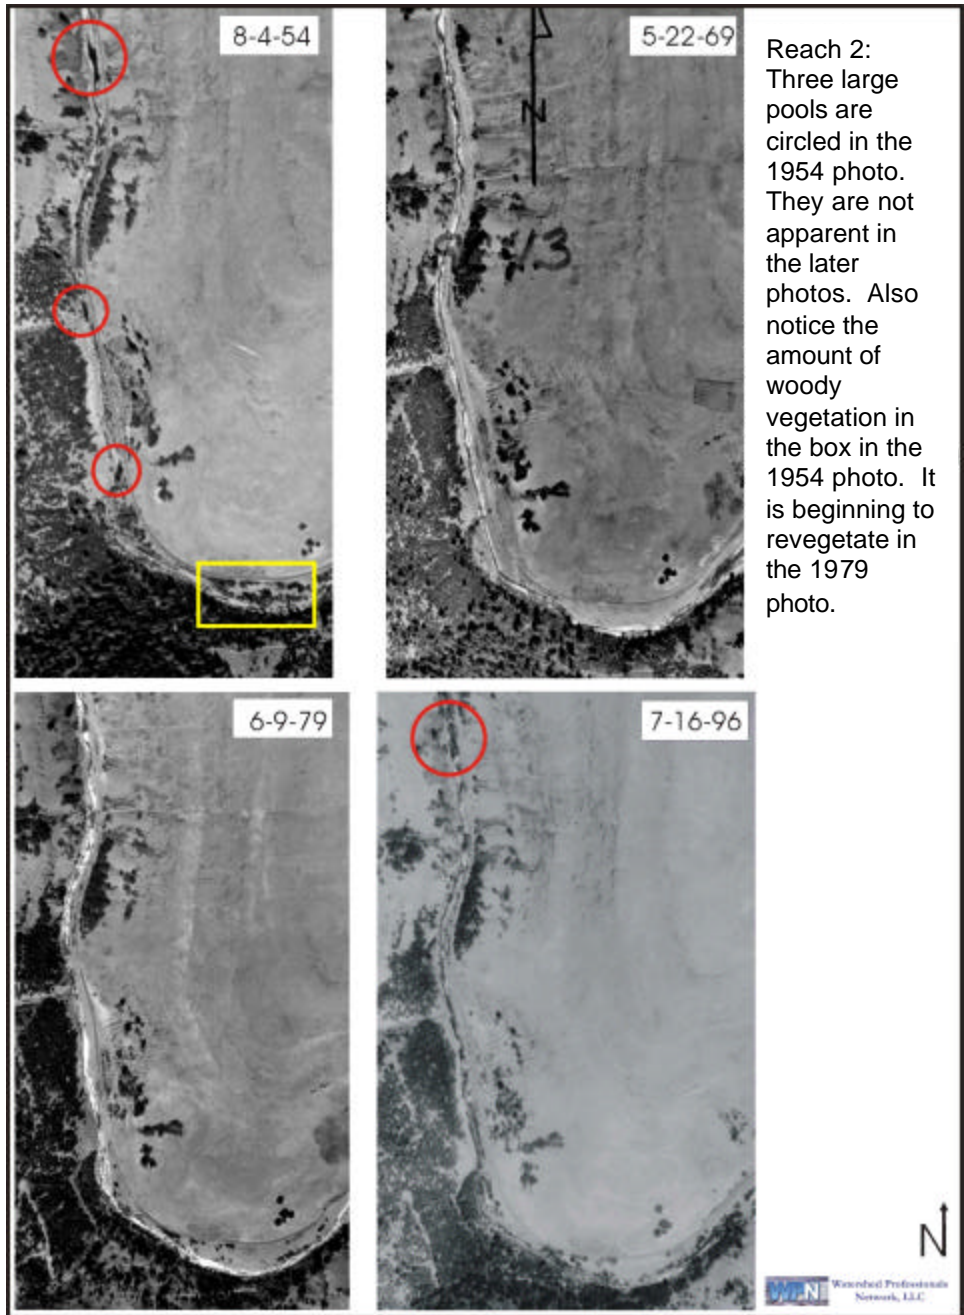 8-4-54
5-22-69
N
13
Reach 2:
Three large
pools are
circled in the
1954 photo.
They are not
apparent in
the later
photos. Also
notice the
amount of
woody
vegetation in
the box in the
1954 photo. It
is beginning to
revegetate in
the 1979
photo.
6-9-79
7-16-96
N
WPN
Watershed Professionals
Network, LLC